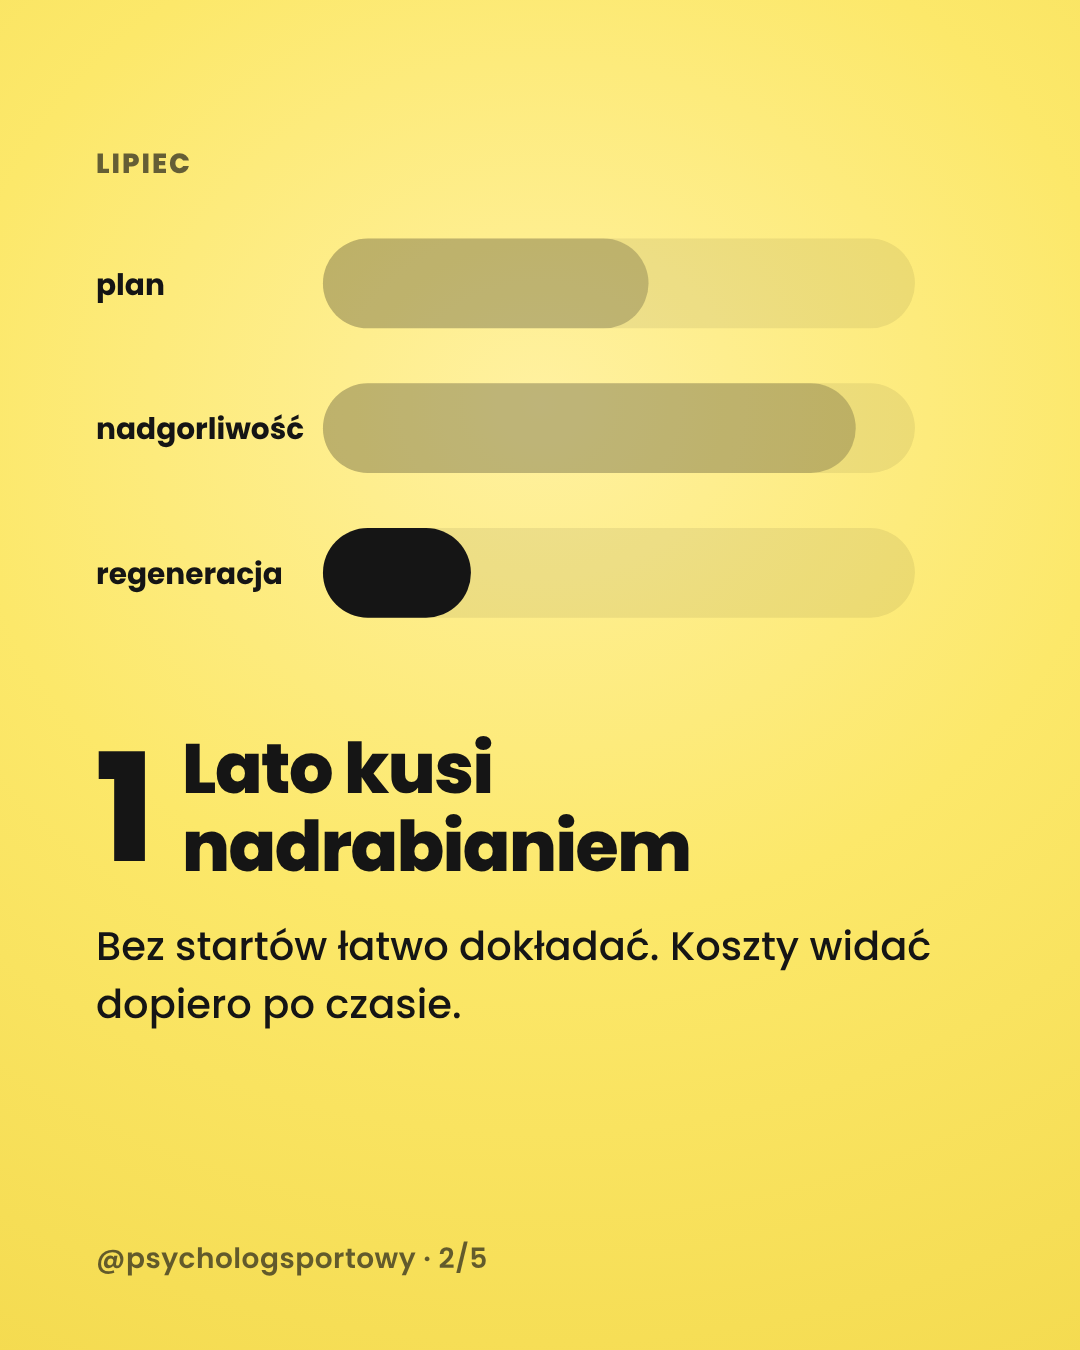 LIPIEC
plan
nadgorliwość
regeneracja
1 Lato kusi
nadrabianiem
Bez startów łatwo dokładać. Koszty widać
dopiero po czasie.
@psychologsportowy · 2/5